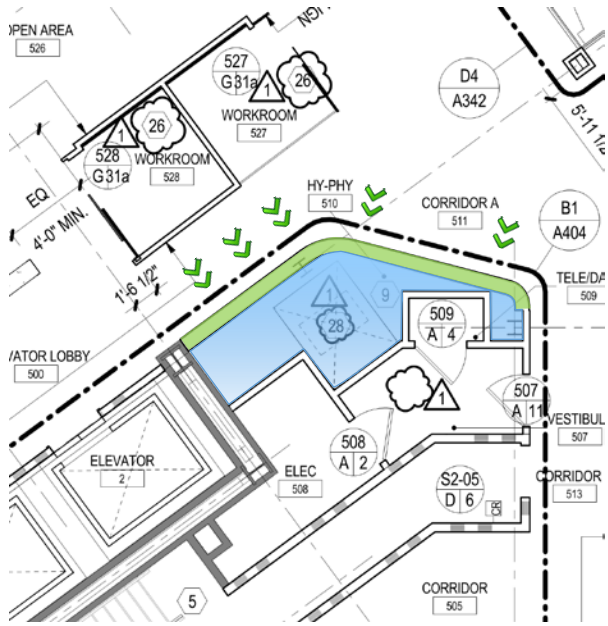 OPEN AREA
526
IGN
527
G31a
1
26
WORKROOM
527
D4
A342
5'-11 1/2
1
26
528
G31a
WORKROOM
528
EQ
4'-0" MIN.
1'-6 1/2"
HY-PHY
510
CORRIDOR A
511
B1
A404
TELE/DA
509
1
28
9
509
A 4
VATOR LOBBY
500
1
507
A 11
VESTIBUL
507
508
A 2
ELEVATOR
2
ELEC
508
S2-05
D 6
CR
CORRIDOR
513
5
CORRIDOR
505